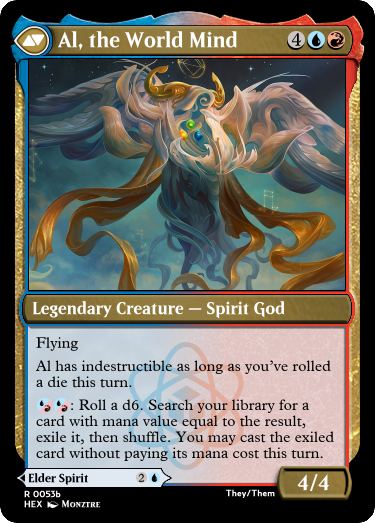 Al, the World Mind 4
Legendary Creature — Spirit God
Flying
Al has indestructible as long as you’ve rolled
a die this turn.
: Roll a d6. Search your library for a
card with mana value equal to the result,
exile it, then shuffle. You may cast the exiled
card without paying its mana cost this turn.
Elder Spirit 2
4/4
R 0053b
They/Them
HEX Monztre